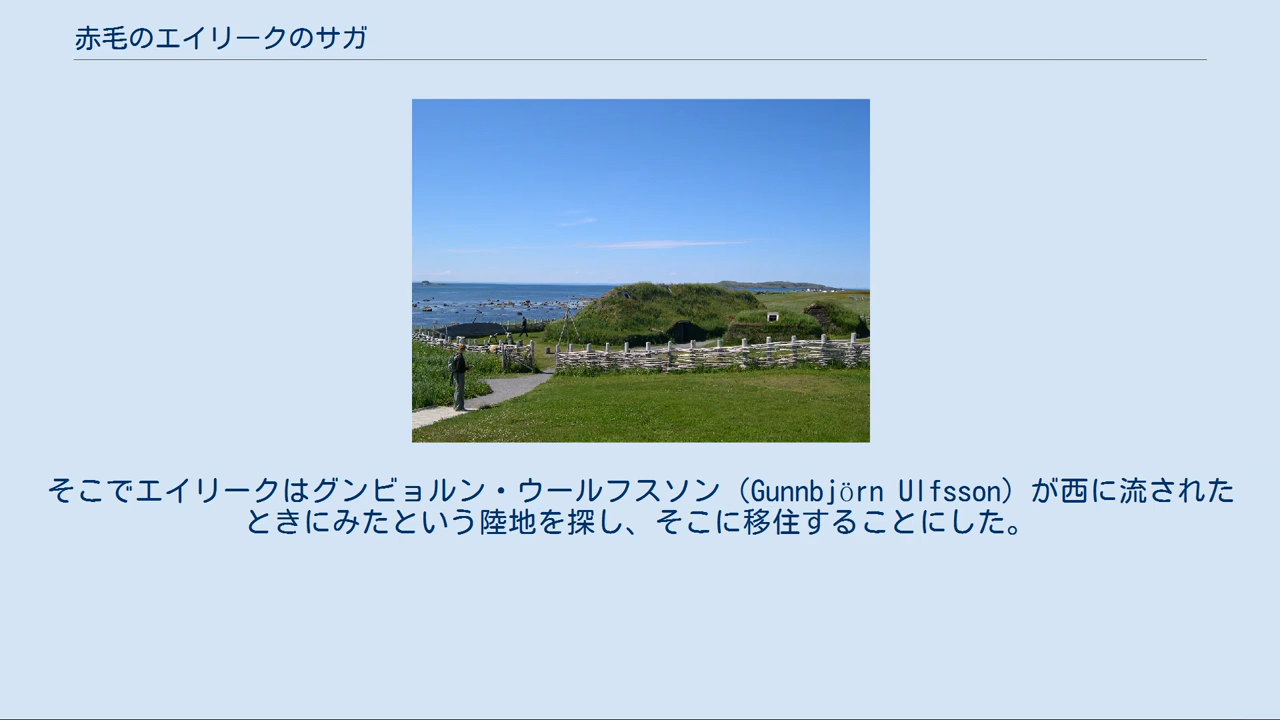 赤毛のエイリークのサガ
そこでエイリークはグンビョルン・ウールフスソン（Gunnbjörn Ulfsson）が西に流された
ときにみたという陸地を探し、そこに移住することにした。